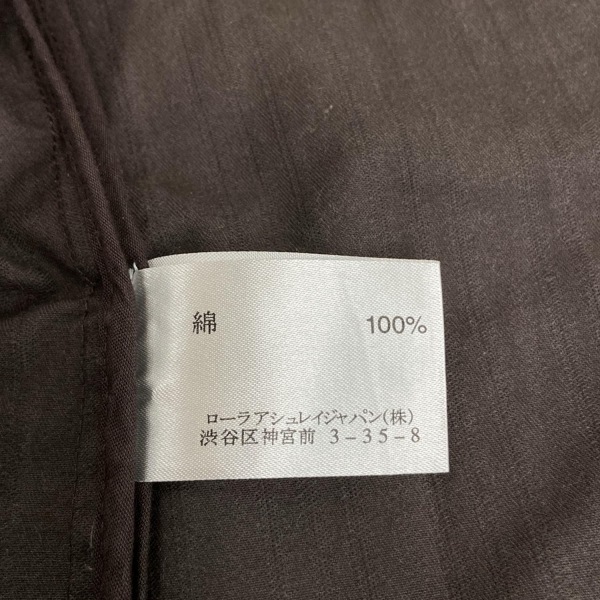 綿 100%
ローラアシュレイジャパン(株)
渋谷区神宮前 3-35-8